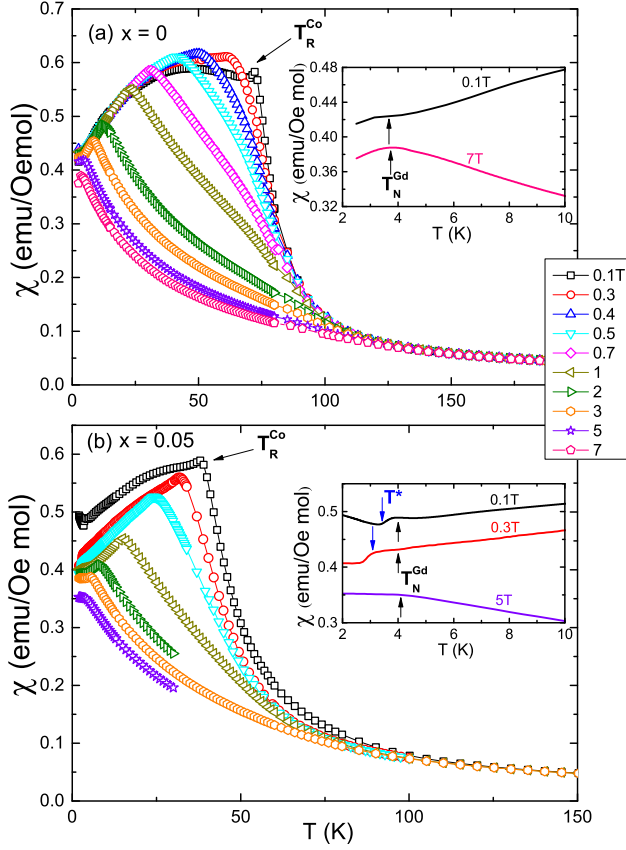 (a) x = 0
T_R^Co
χ (emu/Oemol)
0.7
0.6
0.5
0.4
0.3
0.2
0.1
0.0
0 50 100 150
χ (emu/Oe mol)
0.48
0.44
0.40
0.36
0.32
0.1T
7T
T_N^Gd
2 4 6 8 10
T (K)
0.1T
0.3
0.4
0.5
0.7
1
2
3
5
7
(b) x = 0.05
T_R^Co
χ (emu/Oe mol)
0.6
0.5
0.4
0.3
0.2
0.1
0.0
0 25 50 75 100 125 150
T (K)
χ (emu/Oe mol)
0.5
0.4
0.3
T*
0.1T
0.3T
T_N^Gd
5T
2 4 6 8 10
T (K)